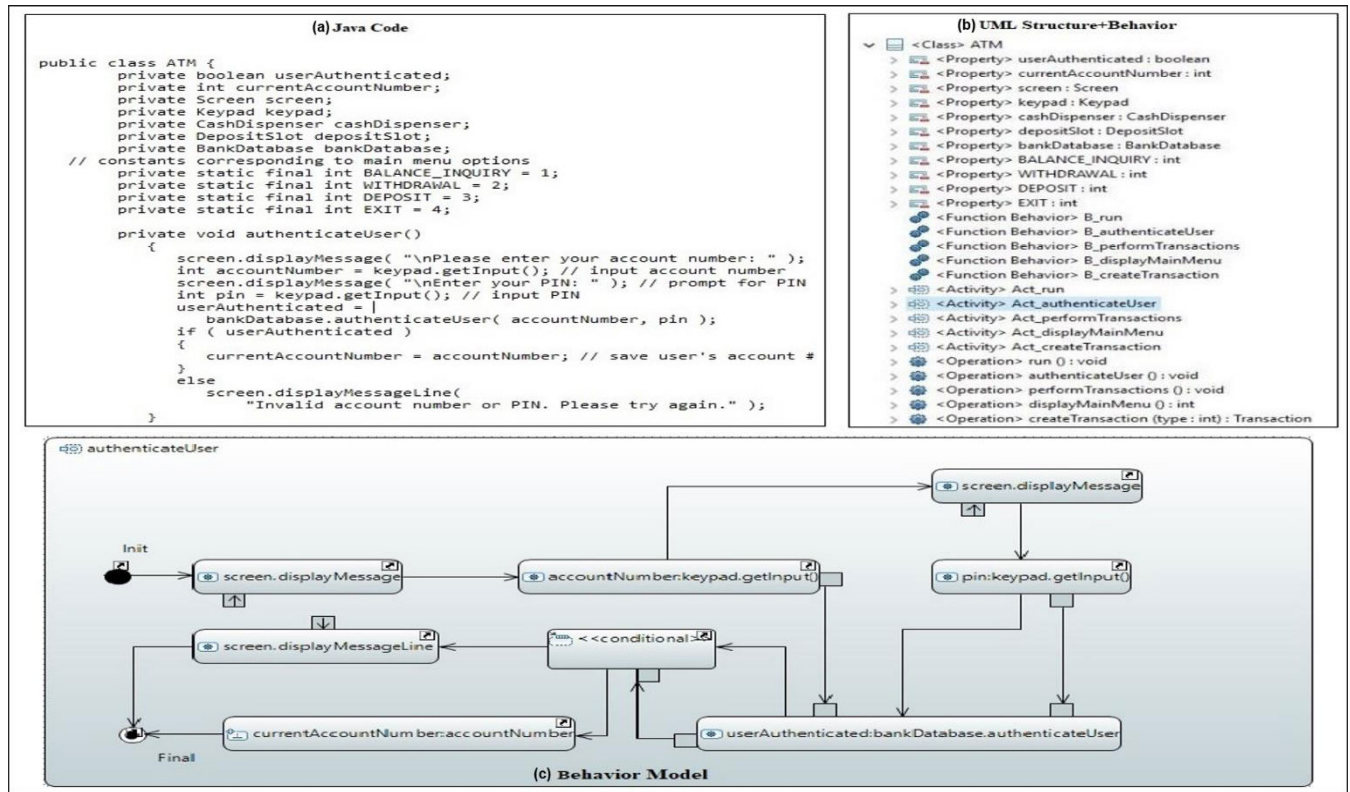 (a) Java Code
public class ATM {
private boolean userAuthenticated;
private int currentAccountNumber;
private Screen screen;
private Keypad keypad;
private CashDispenser cashDispenser;
private DepositSlot depositSlot;
private BankDatabase bankDatabase;
// constants corresponding to main menu options
private static final int BALANCE_INQUIRY = 1;
private static final int WITHDRAWAL = 2;
private static final int DEPOSIT = 3;
private static final int EXIT = 4;
private void authenticateUser()
{
screen.displayMessage( "\nPlease enter your account number: " );
int accountNumber = keypad.getInput(); // input account number
screen.displayMessage( "\nEnter your PIN: " ); // prompt for PIN
int pin = keypad.getInput(); // input PIN
userAuthenticated =
bankDatabase.authenticateUser( accountNumber, pin );
if ( userAuthenticated )
{
currentAccountNumber = accountNumber; // save user's account #
}
else
screen.displayMessageLine(
"Invalid account number or PIN. Please try again." );
}
(b) UML Structure+Behavior
<Class> ATM
<Property> userAuthenticated : boolean
<Property> currentAccountNumber : int
<Property> screen : Screen
<Property> keypad : Keypad
<Property> cashDispenser : CashDispenser
<Property> depositSlot : DepositSlot
<Property> bankDatabase : BankDatabase
<Property> BALANCE_INQUIRY : int
<Property> WITHDRAWAL : int
<Property> DEPOSIT : int
<Property> EXIT : int
<Function Behavior> B_run
<Function Behavior> B_authenticateUser
<Function Behavior> B_performTransactions
<Function Behavior> B_displayMainMenu
<Function Behavior> B_createTransaction
<Activity> Act_run
<Activity> Act_authenticateUser
<Activity> Act_performTransactions
<Activity> Act_displayMainMenu
<Activity> Act_createTransaction
<Operation> run () : void
<Operation> authenticateUser () : void
<Operation> performTransactions () : void
<Operation> displayMainMenu () : int
<Operation> createTransaction (type : int) : Transaction
authenticateUser
screen.displayMessage
Init
screen.displayMessage
accountNumber:keypad.getInput()
pin:keypad.getInput()
screen.displayMessageLine
<<conditional>>
currentAccountNumber:accountNumber
userAuthenticated:bankDatabase.authenticateUser
Final
(c) Behavior Model